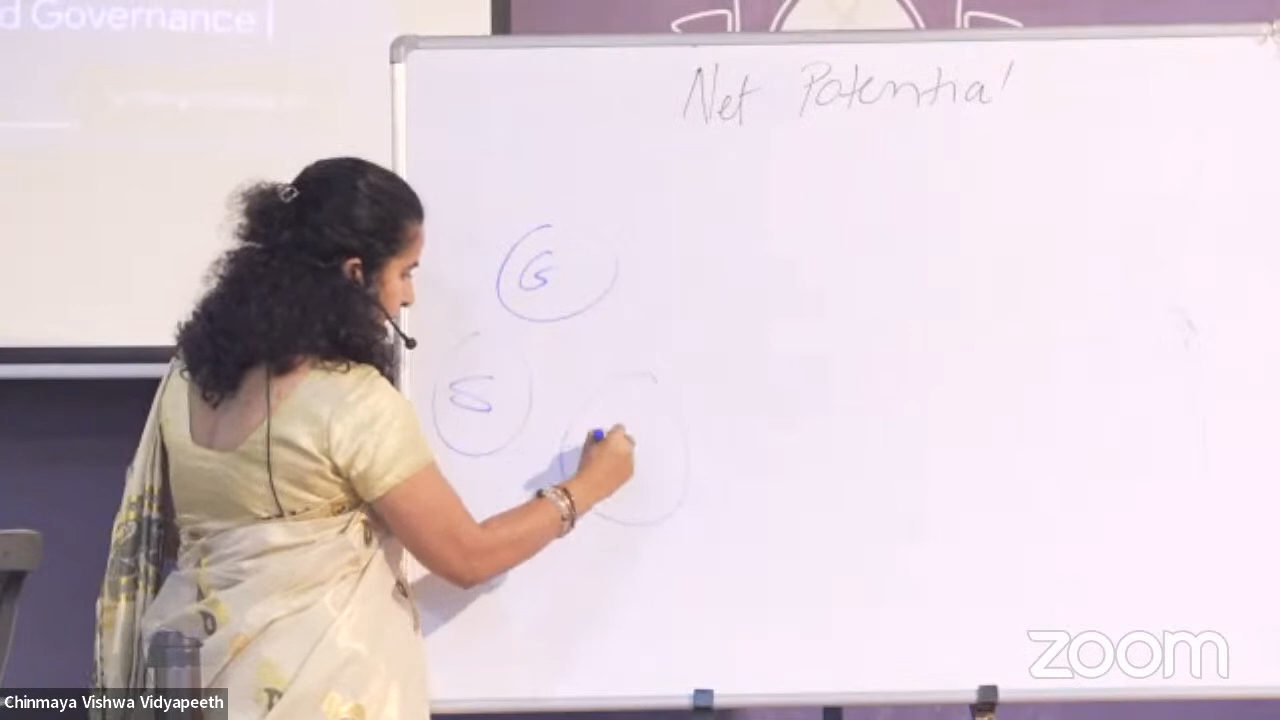 d Governance
Net Potential
G
S
zoom
Chinmaya Vishwa Vidyapeeth